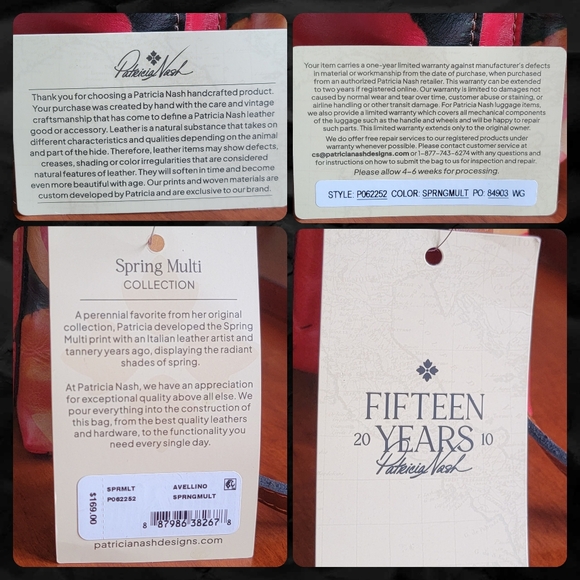 Patricia Nash
Thank you for choosing a Patricia Nash handcrafted product.
Your purchase was created by hand with the care and vintage
craftsmanship that has come to define a Patricia Nash leather
good or accessory. Leather is a natural substance that takes on
different characteristics and qualities depending on the animal
and part of the hide. Therefore, leather items may show defects,
creases, shading or color irregularities that are considered
natural features of leather. They will soften in time and become
even more beautiful with age. Our prints and woven materials are
custom developed by Patricia and are exclusive to our brand.
Your item carries a one-year limited warranty against manufacturer's defects
in material or workmanship from the date of purchase, when purchased
from an authorized Patricia Nash retailer. This warranty can be extended
to two years if registered online. Our warranty is limited to damages not
caused by normal wear and tear over time, customer abuse or staining, or
airline handling or other transit damage. For Patricia Nash luggage items,
we also provide a limited warranty which covers all mechanical components
of the luggage such as the handle and wheels and will be happy to repair
such parts. This limited warranty extends only to the original owner.
We do offer free repair services to our registered products under
warranty whenever possible. Please contact customer service at
cs@patricianashdesigns.com or 1-877-743-6274 with any questions and
for instructions on how to submit the bag to us for inspection and repair.
Please allow 4-6 weeks for processing.
STYLE: P062252 COLOR: SPRNGMULT PO: 84903 WG
Spring Multi
COLLECTION
A perennial favorite from her original
collection, Patricia developed the Spring
Multi print with an Italian leather artist and
tannery years ago, displaying the radiant
shades of spring.
At Patricia Nash, we have an appreciation
for exceptional quality above all else. We
pour everything into the construction of
this bag, from the best quality leathers
and hardware, to the functionality you
need every single day.
$169.00
SPRMLT AVELLINO
P062252 SPRNGMULT
8 87986 38267 8
patricianashdesigns.com
FIFTEEN
20 YEARS 10
Patricia Nash